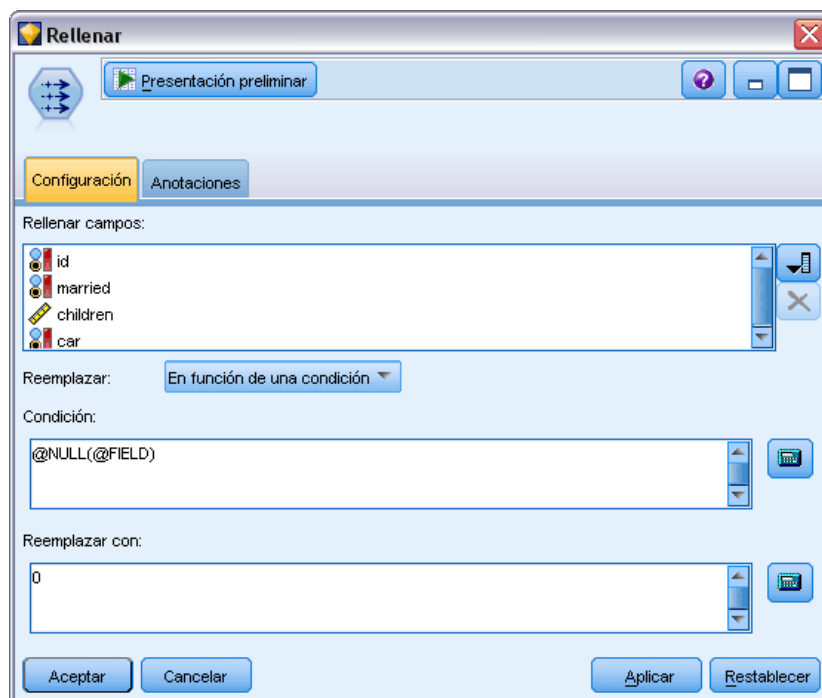 Rellenar
Presentación preliminar
?
Configuración
Anotaciones
Rellenar campos:
id
married
children
car
Reemplazar: En función de una condición
Condición:
@NULL(@FIELD)
Reemplazar con:
0
Aceptar Cancelar Aplicar Restablecer